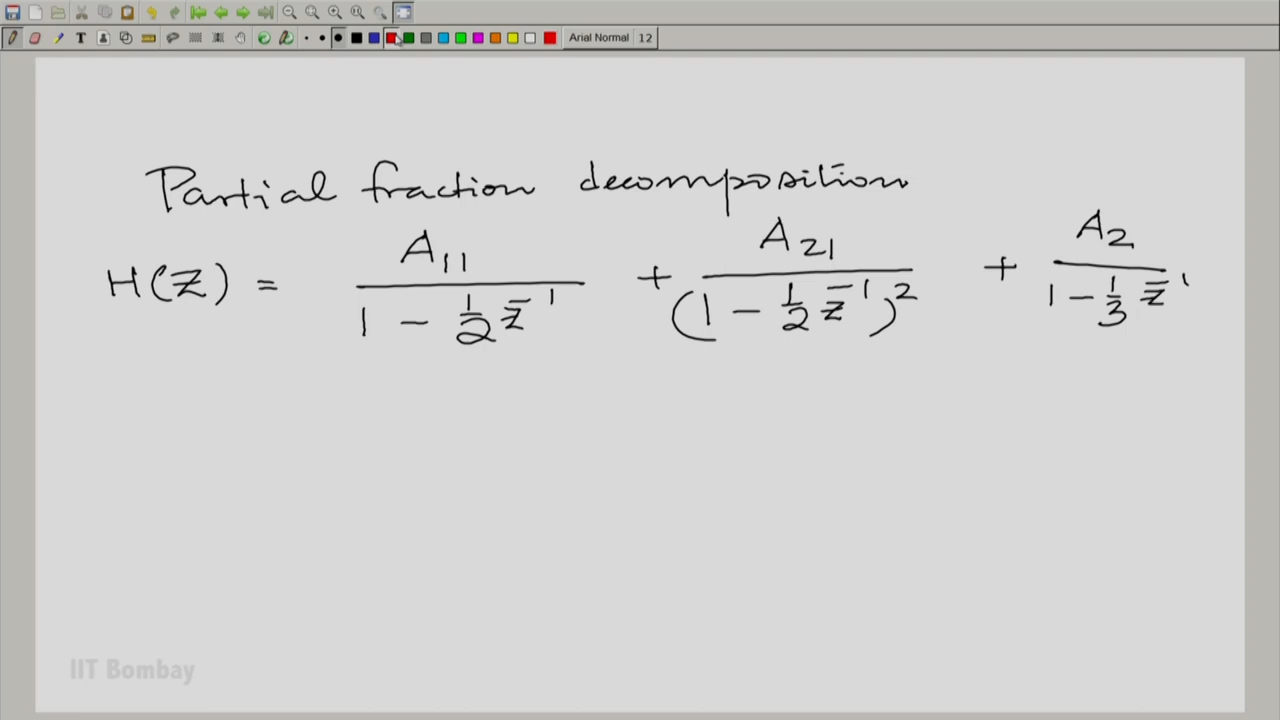 Arial Normal 12
Partial fraction decomposition
H(Z) = A₁₁ / (1 - ½ z⁻¹) + A₂₁ / (1 - ½ z⁻¹)² + A₂ / (1 - ⅓ z⁻¹)
IIT Bombay